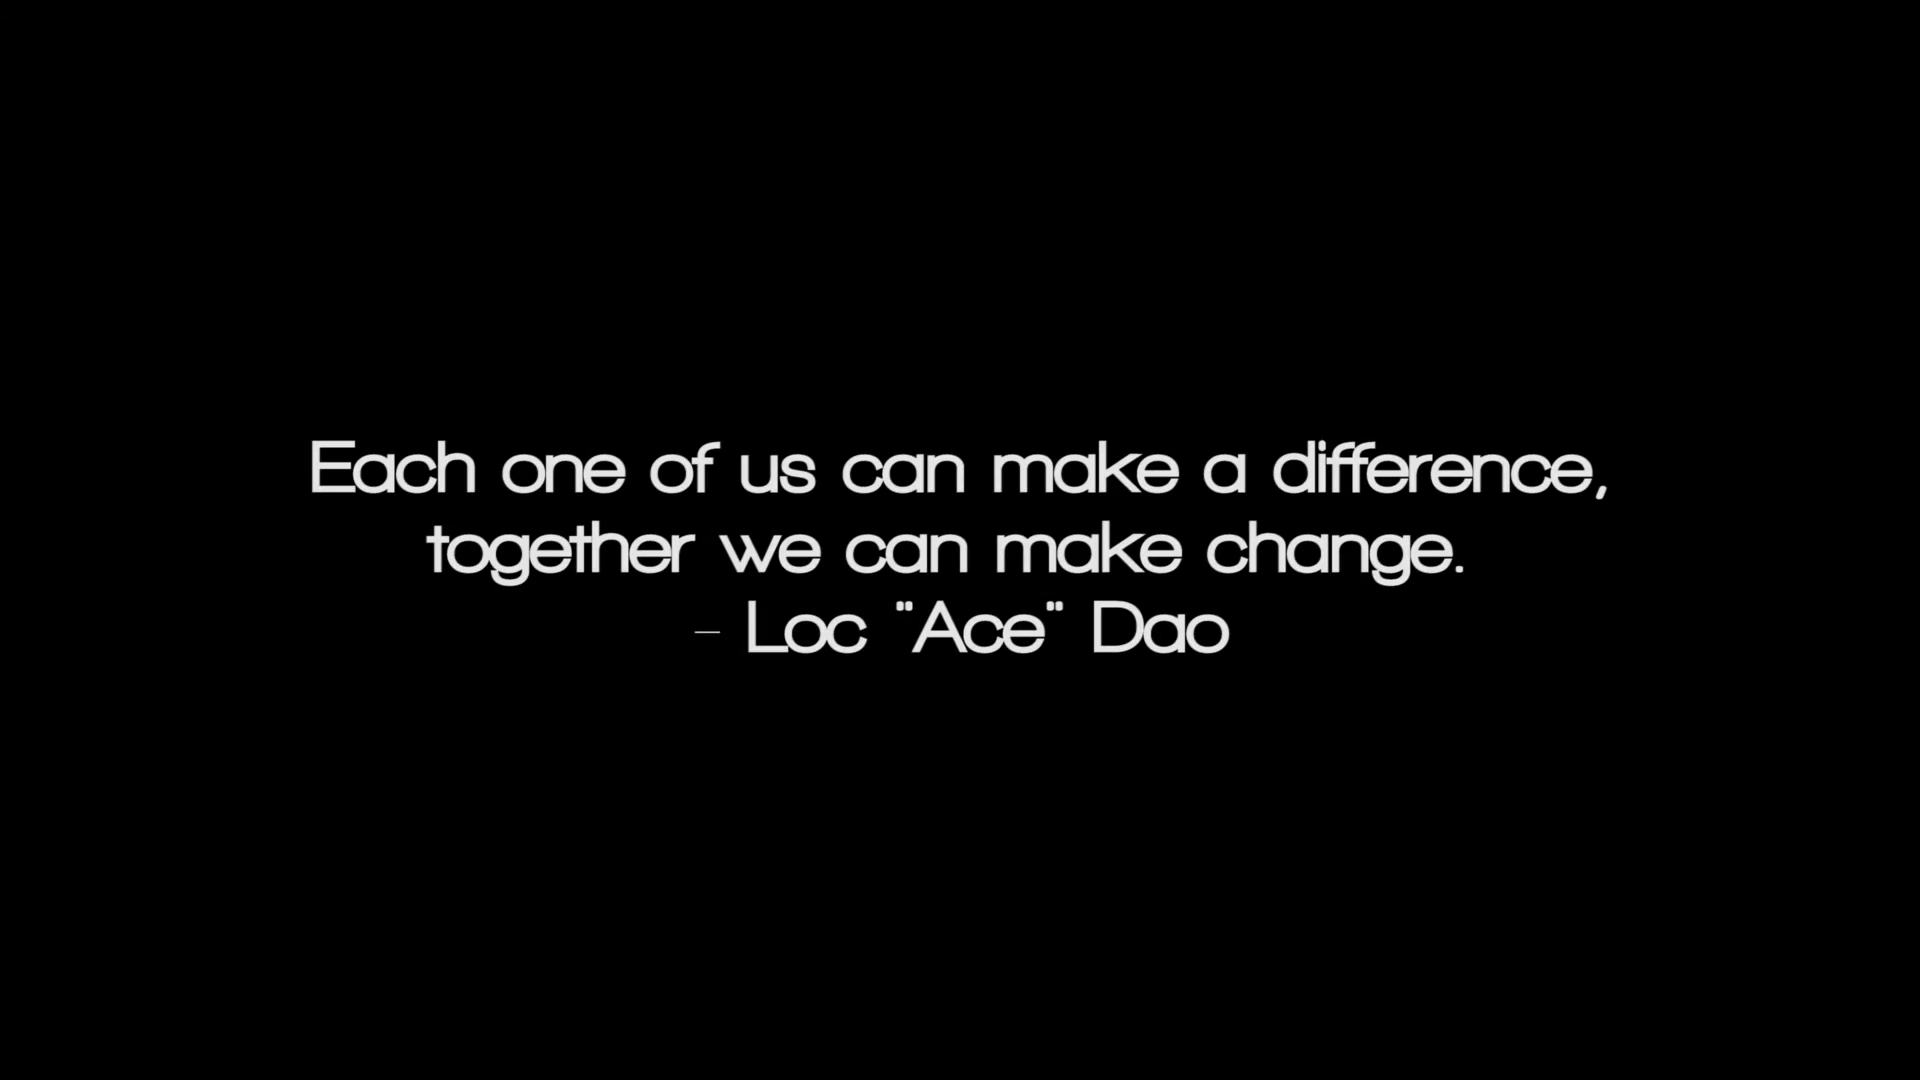 Each one of us can make a difference,
together we can make change.
– Loc "Ace" Dao